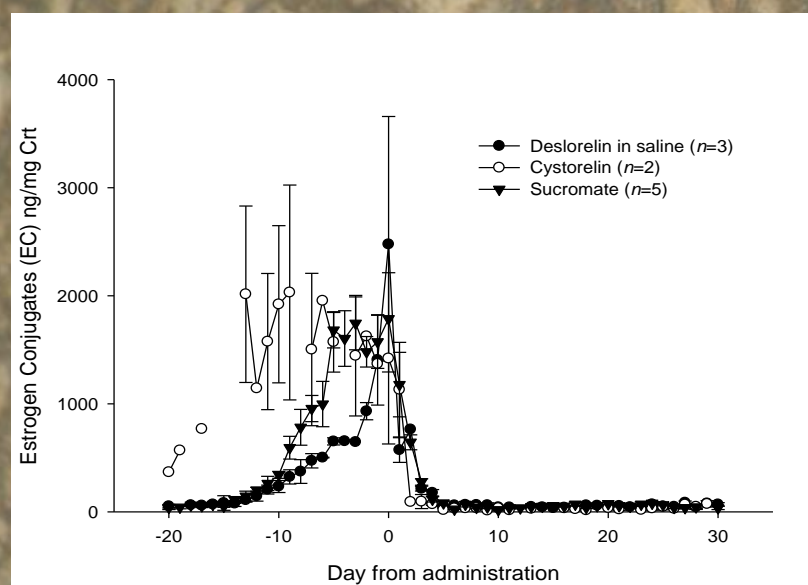 4000
3000
2000
1000
0
Estrogen Conjugates (EC) ng/mg Crt
Deslorelin in saline (n=3)
Cystorelin (n=2)
Sucromate (n=5)
-20 -10 0 10 20 30
Day from administration